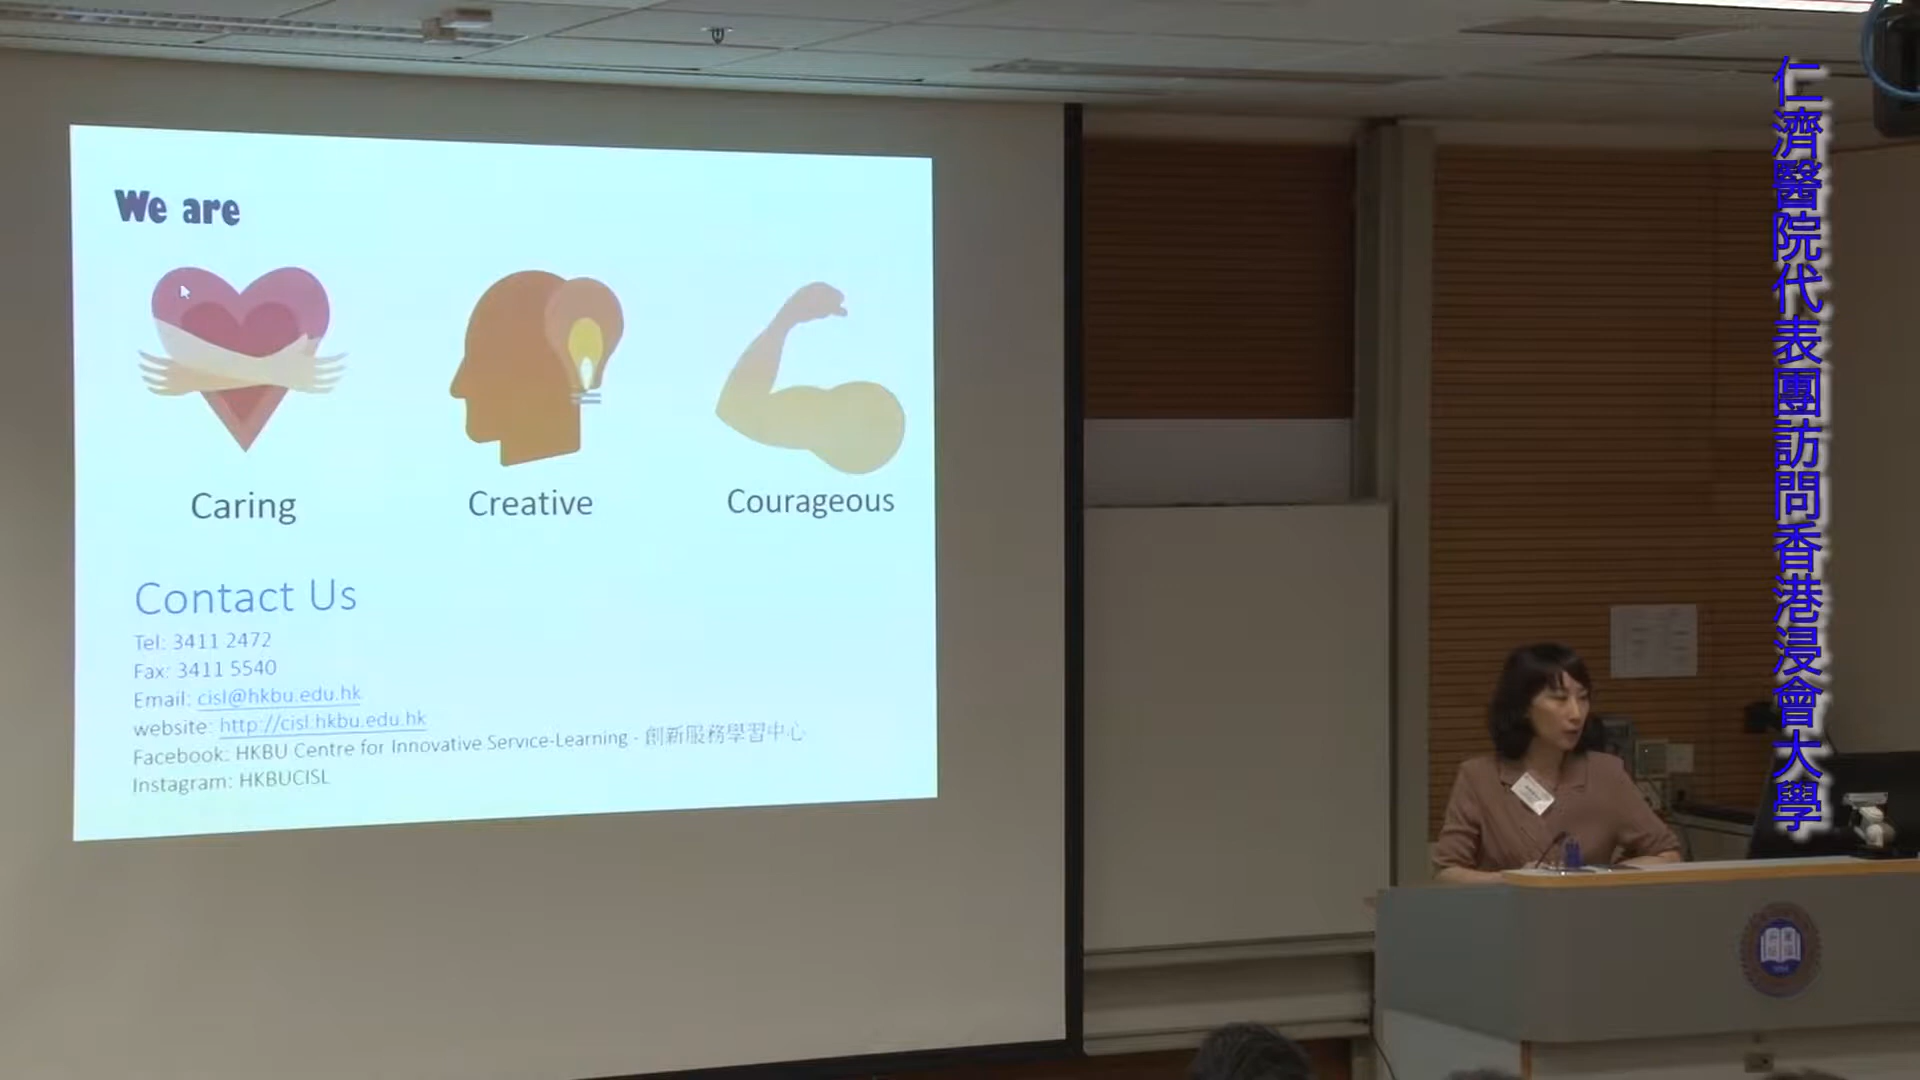 We are
Caring
Creative
Courageous
Contact Us
Tel: 3411 2472
Fax: 3411 5540
Email: cisl@hkbu.edu.hk
website: http://cisl.hkbu.edu.hk
Facebook: HKBU Centre for Innovative Service-Learning - 創新服務學習中心
Instagram: HKBUCISL
仁濟醫院代表團訪問香港浸會大學